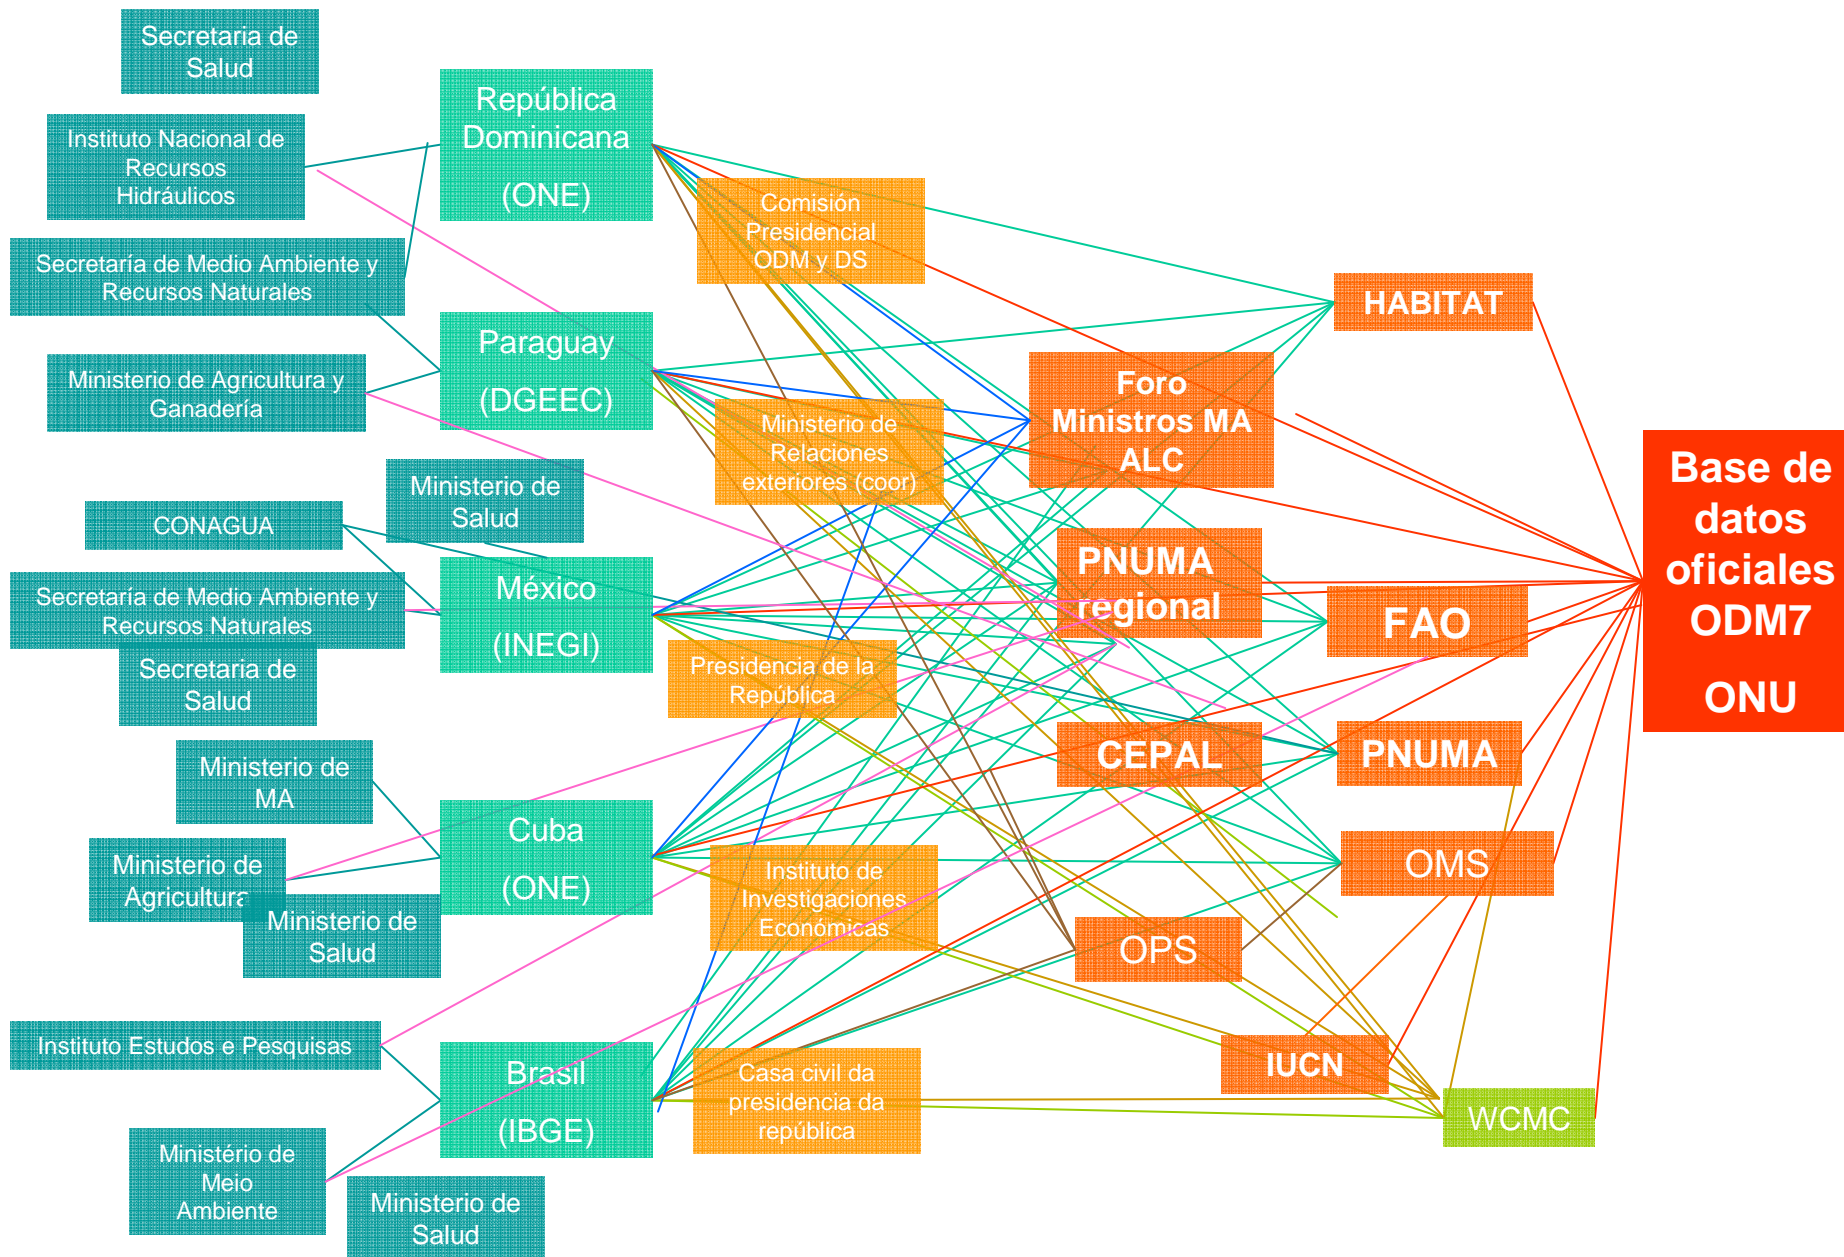 Secretaria de
Salud
Instituto Nacional de
Recursos
Hidráulicos
Secretaría de Medio Ambiente y
Recursos Naturales
Ministerio de Agricultura y
Ganadería
Ministerio de
Salud
CONAGUA
Secretaría de Medio Ambiente y
Recursos Naturales
Secretaria de
Salud
Ministerio de
MA
Ministerio de
Agricultura
Ministerio de
Salud
Instituto Estudos e Pesquisas
Ministério de
Meio
Ambiente
Ministerio de
Salud
República
Dominicana
(ONE)
Paraguay
(DGEEC)
México
(INEGI)
Cuba
(ONE)
Brasil
(IBGE)
Comisión
Presidencial
ODM y DS
Ministerio de
Relaciones
exteriores (coor)
Presidencia de la
República
Instituto de
Investigaciones
Económicas
Casa civil da
presidencia da
república
Foro
Ministros MA
ALC
PNUMA
regional
CEPAL
OPS
HABITAT
FAO
PNUMA
OMS
IUCN
WCMC
Base de
datos
oficiales
ODM7
ONU